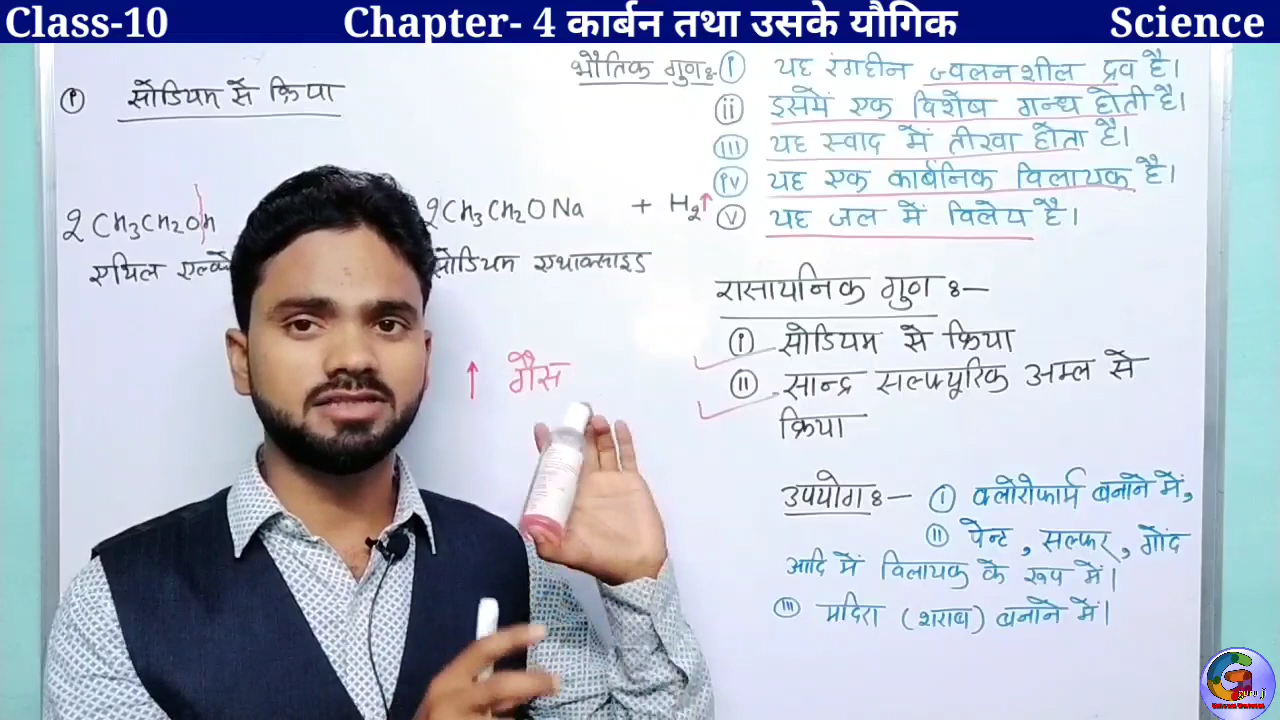 Class-10 Chapter- 4 कार्बन तथा उसके यौगिक Science
① सोडियम से क्रिया
2CH₃CH₂OH 2CH₃CH₂ONa + H₂↑
एथिल सोडियम एथाक्साइड
↑ गैस
भौतिक गुण:- ⓘ यह रंगहीन ज्वलनशील द्रव है।
ⓘⓘ इसमें एक विशेष गन्ध होती है।
ⓘⓘⓘ यह स्वाद में तीखा होता है।
ⓘⓥ यह एक कार्बनिक विलायक है।
ⓥ यह जल में विलेय है।
रासायनिक गुण :-
ⓘ सोडियम से क्रिया
ⓘⓘ सान्द्र सल्फ्यूरिक अम्ल से
क्रिया
उपयोग :- ⓘ क्लोरोफार्म बनाने में,
ⓘⓘ पेन्ट, सल्फर, गोंद
आदि में विलायक के रूप में।
ⓘⓘⓘ मदिरा (शराब) बनाने में।
G
guru ji